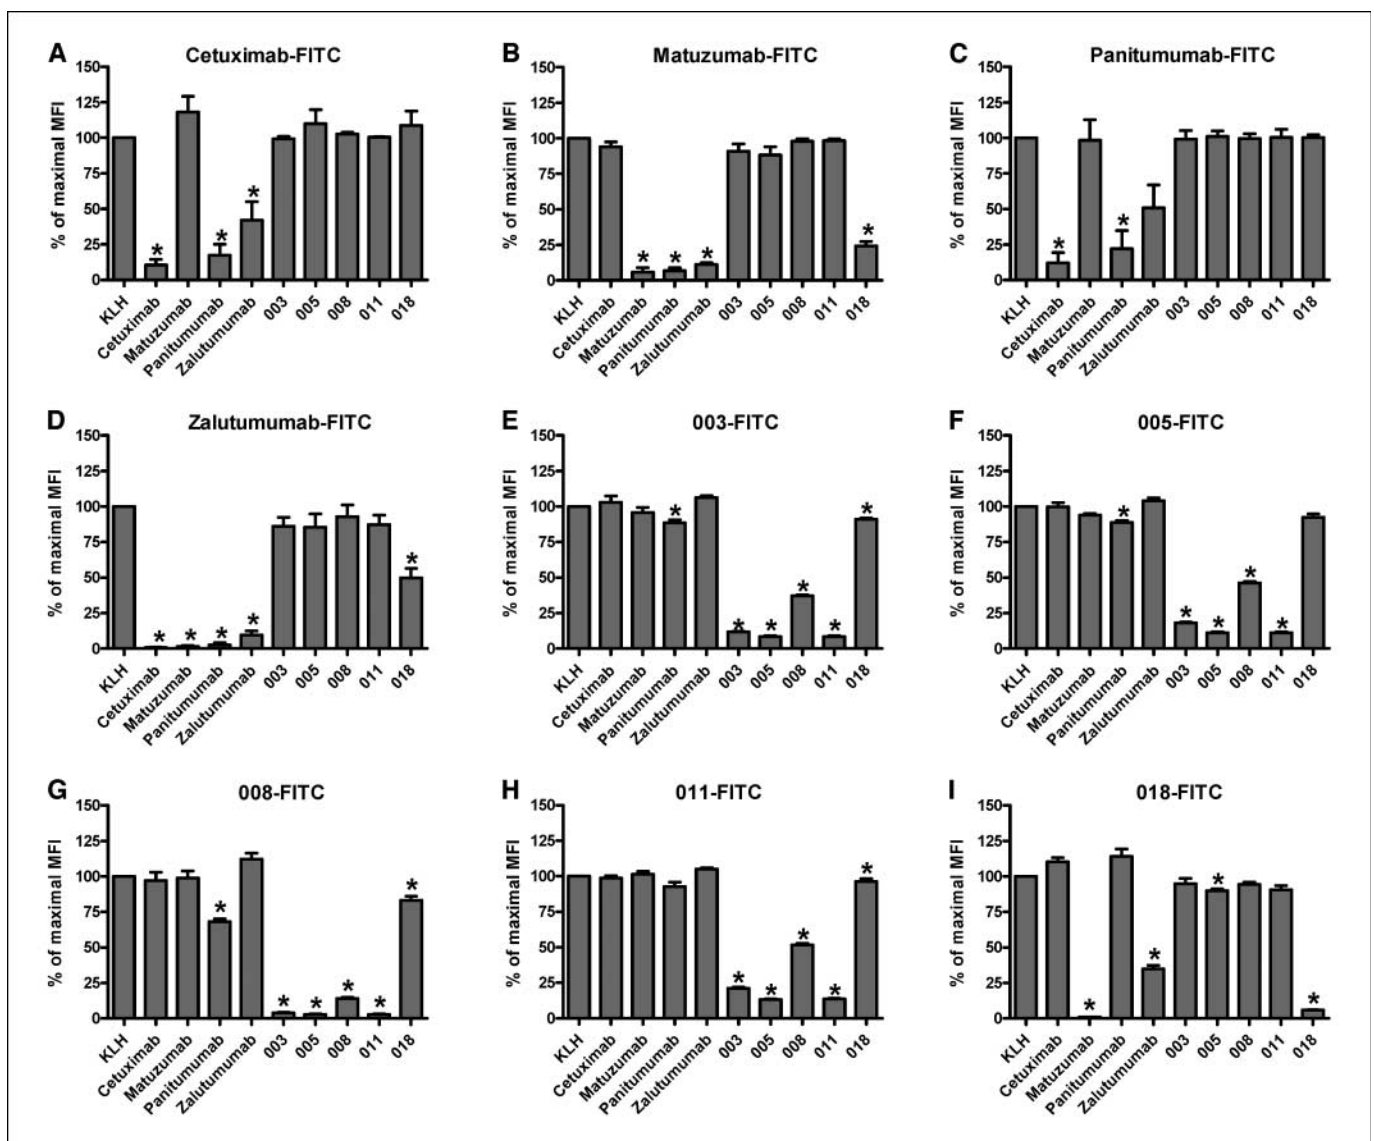 A
Cetuximab-FITC
% of maximal MFI
150
125
100
75
50
25
0
KLH
Cetuximab
Matuzumab
Panitumumab
Zalutumumab
003
005
008
011
018
*
*
*
B
Matuzumab-FITC
% of maximal MFI
150
125
100
75
50
25
0
KLH
Cetuximab
Matuzumab
Panitumumab
Zalutumumab
003
005
008
011
018
*
*
*
*
C
Panitumumab-FITC
% of maximal MFI
150
125
100
75
50
25
0
KLH
Cetuximab
Matuzumab
Panitumumab
Zalutumumab
003
005
008
011
018
*
*
D
Zalutumumab-FITC
% of maximal MFI
150
125
100
75
50
25
0
KLH
Cetuximab
Matuzumab
Panitumumab
Zalutumumab
003
005
008
011
018
*
*
*
*
*
E
003-FITC
% of maximal MFI
150
125
100
75
50
25
0
KLH
Cetuximab
Matuzumab
Panitumumab
Zalutumumab
003
005
008
011
018
*
*
*
*
*
*
F
005-FITC
% of maximal MFI
150
125
100
75
50
25
0
KLH
Cetuximab
Matuzumab
Panitumumab
Zalutumumab
003
005
008
011
018
*
*
*
*
*
G
008-FITC
% of maximal MFI
150
125
100
75
50
25
0
KLH
Cetuximab
Matuzumab
Panitumumab
Zalutumumab
003
005
008
011
018
*
*
*
*
*
*
H
011-FITC
% of maximal MFI
150
125
100
75
50
25
0
KLH
Cetuximab
Matuzumab
Panitumumab
Zalutumumab
003
005
008
011
018
*
*
*
*
*
I
018-FITC
% of maximal MFI
150
125
100
75
50
25
0
KLH
Cetuximab
Matuzumab
Panitumumab
Zalutumumab
003
005
008
011
018
*
*
*
*